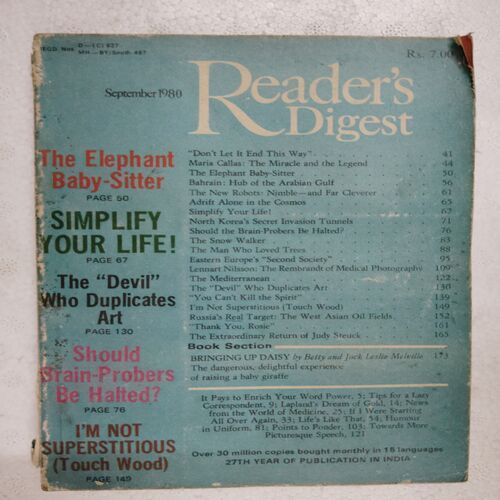 REGD. Nos. D—(C) 827
MH—BY/South 487
Rs. 7.00
September 1980
Reader's
Digest
The Elephant
Baby-Sitter
PAGE 50
SIMPLIFY
YOUR LIFE!
PAGE 67
The "Devil"
Who Duplicates
Art
PAGE 130
Should
Brain-Probers
Be Halted?
PAGE 76
I'M NOT
SUPERSTITIOUS
(Touch Wood)
PAGE 149
"Don't Let It End This Way" 41
Maria Callas: The Miracle and the Legend 44
The Elephant Baby-Sitter 50
Bahrain: Hub of the Arabian Gulf 56
The New Robots: Nimble—and Far Cleverer 61
Adrift Alone in the Cosmos 65
Simplify Your Life! 67
North Korea's Secret Invasion Tunnels 71
Should the Brain-Probers Be Halted? 76
The Snow Walker 83
The Man Who Loved Trees 88
Eastern Europe's "Second Society" 95
Lennart Nilsson: The Rembrandt of Medical Photography 109
The Mediterranean 122
The "Devil" Who Duplicates Art 130
"You Can't Kill the Spirit" 139
I'm Not Superstitious (Touch Wood) 149
Russia's Real Target: The West Asian Oil Fields 152
"Thank You, Rosie" 161
The Extraordinary Return of Judy Steuck 165
Book Section
BRINGING UP DAISY by Betty and Jock Leslie Melville 173
The dangerous, delightful experience
of raising a baby giraffe
It Pays to Enrich Your Word Power, 5; Tips for a Lazy
Correspondent, 9; Lapland's Dream of Gold, 14; News
from the World of Medicine, 25; If I Were Starting
All Over Again, 33; Life's Like That, 54; Humour
in Uniform, 81; Points to Ponder, 103; Towards More
Picturesque Speech, 121
Over 30 million copies bought monthly in 16 languages
27TH YEAR OF PUBLICATION IN INDIA